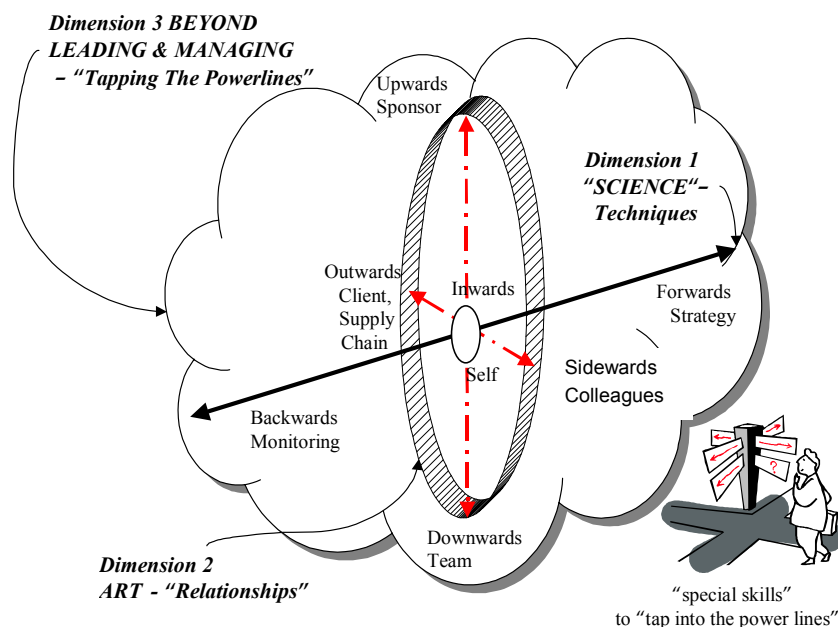 Dimension 3 BEYOND
LEADING & MANAGING
– “Tapping The Powerlines”
Upwards
Sponsor
Dimension 1
“SCIENCE“–
Techniques
Outwards
Client,
Supply
Chain
Inwards
Forwards
Strategy
Self
Sidewards
Colleagues
Backwards
Monitoring
?
Downwards
Team
Dimension 2
ART - “Relationships”
“special skills”
to “tap into the power lines”